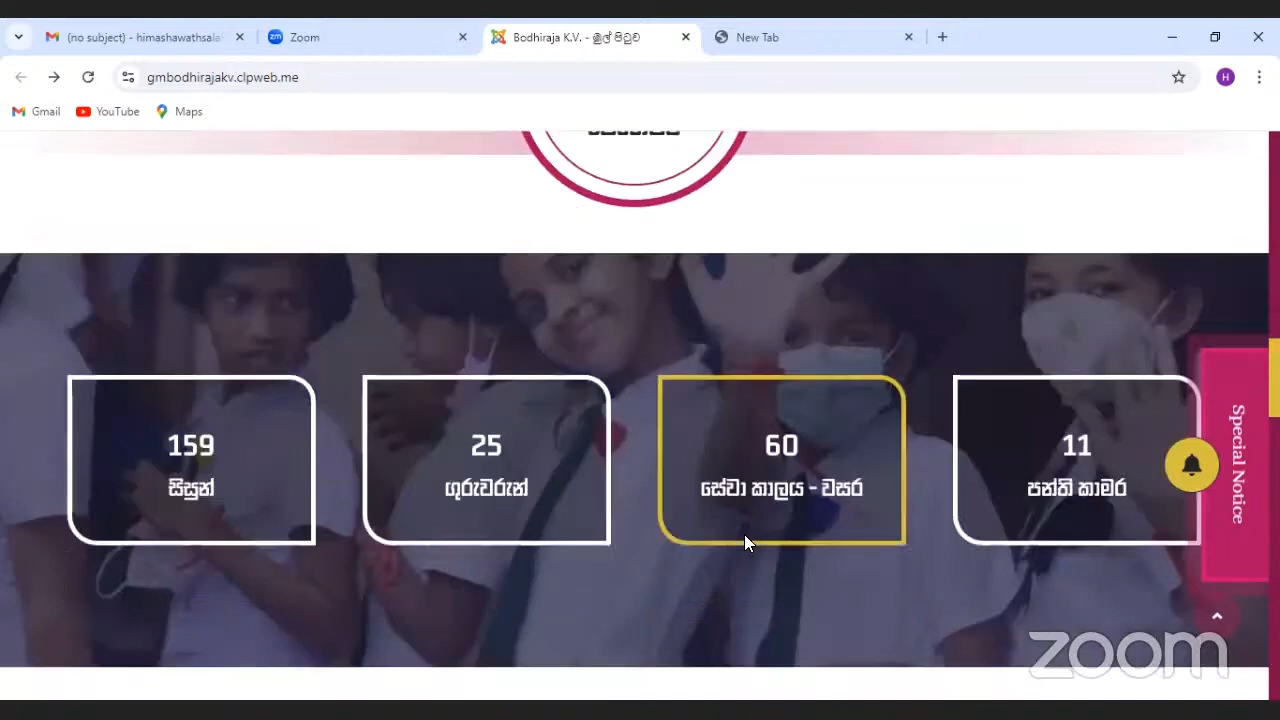 (no subject) - himashawathsala
Zoom
Bodhiraja K.V. - මුල් පිටුව
New Tab
gmbodhirajakv.clpweb.me
H
Gmail
YouTube
Maps
159
සිසුන්
25
ගුරුවරුන්
60
සේවා කාලය - වසර
11
පන්ති කාමර
Special Notice
zoom